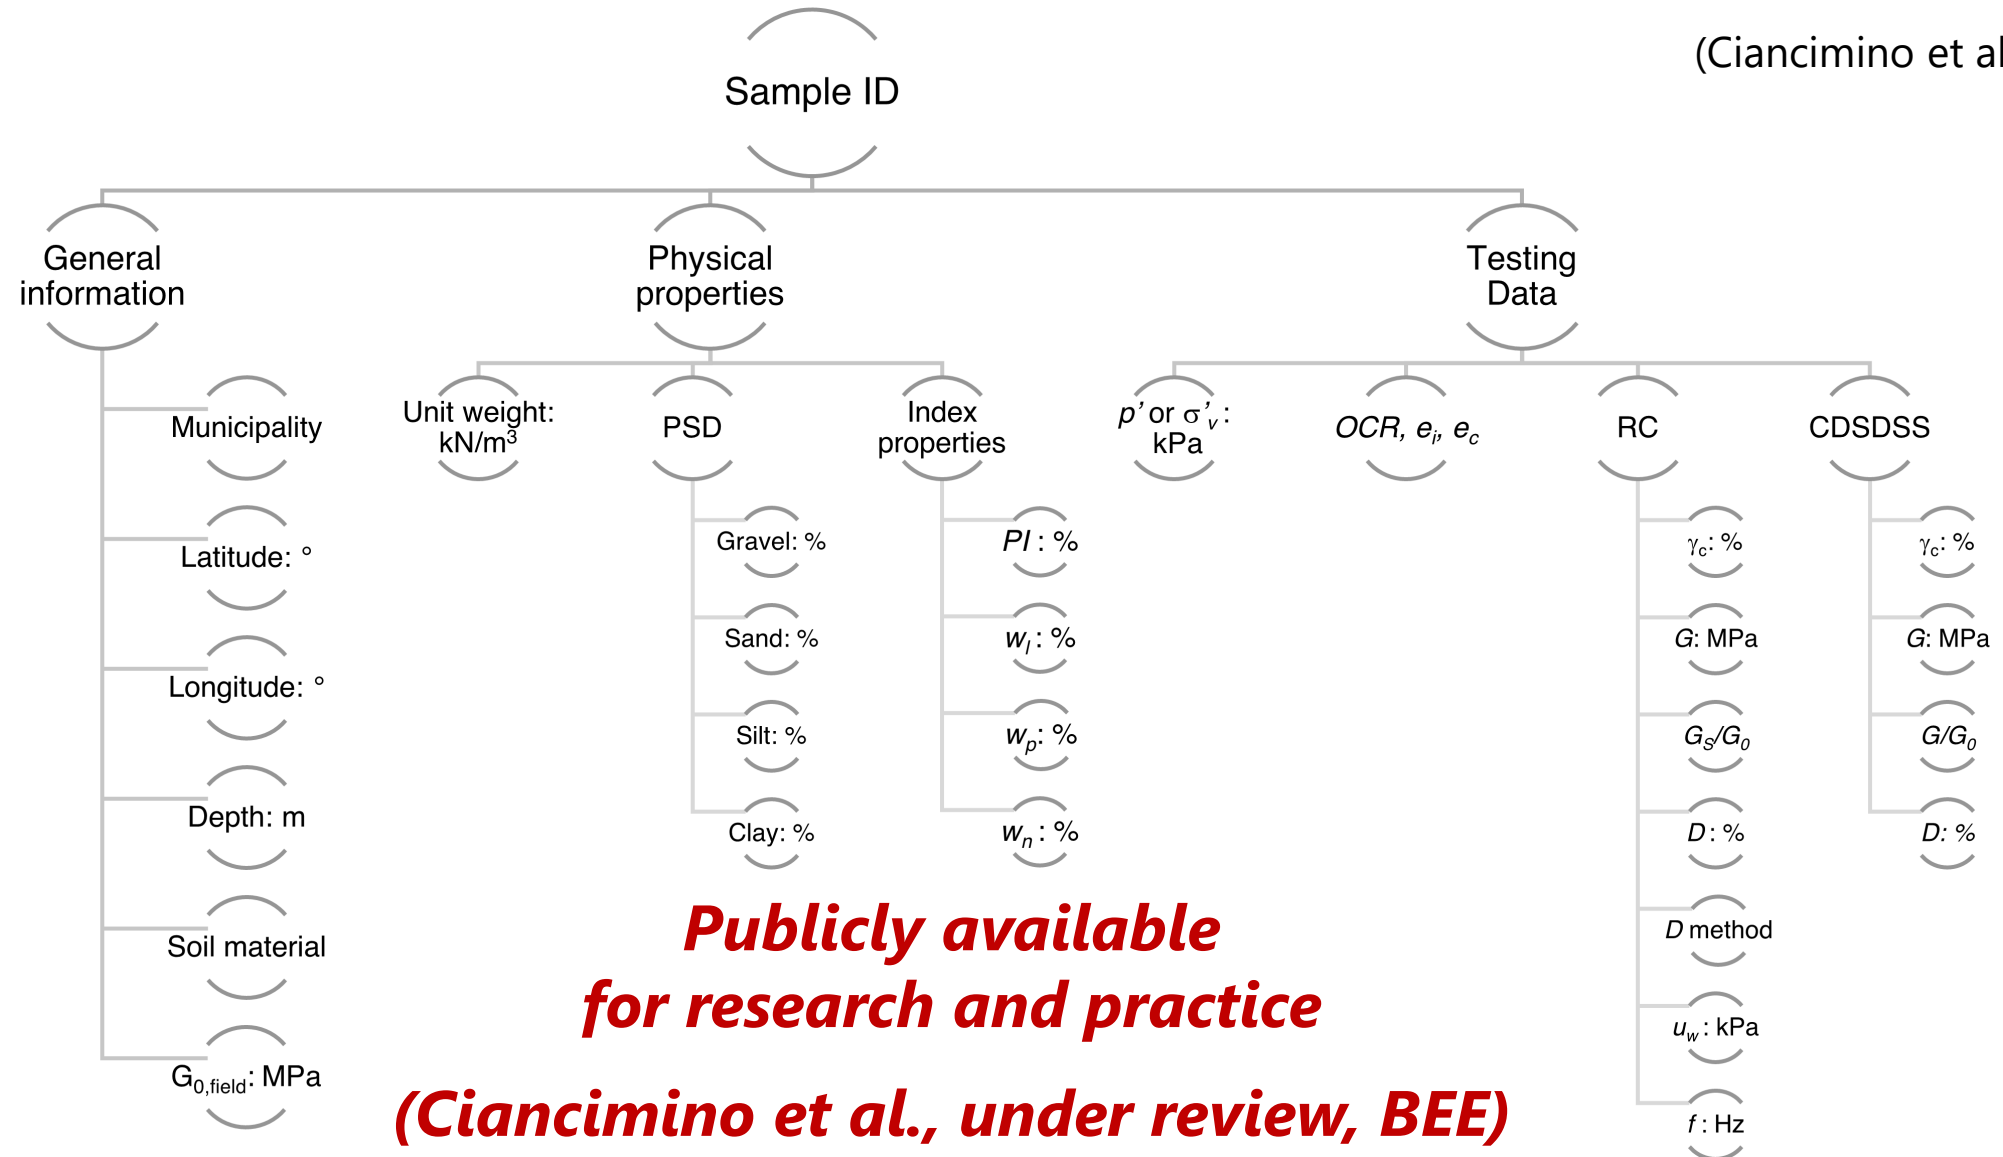 (Ciancimino et al
Sample ID
General
information
Physical
properties
Testing
Data
Municipality
Latitude: °
Longitude: °
Depth: m
Soil material
G0,field: MPa
Unit weight:
kN/m³
PSD
Gravel: %
Sand: %
Silt: %
Clay: %
Index
properties
PI : %
wl : %
wp: %
wn : %
p’ or σ’v :
kPa
OCR, ei, ec
RC
γc: %
G: MPa
GS/G0
D : %
D method
uw : kPa
f : Hz
CDSDSS
γc: %
G: MPa
G/G0
D: %
Publicly available
for research and practice
(Ciancimino et al., under review, BEE)